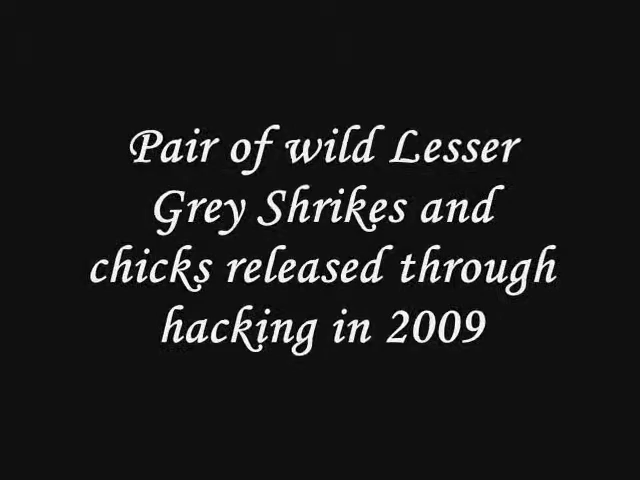 Pair of wild Lesser
Grey Shrikes and
chicks released through
hacking in 2009